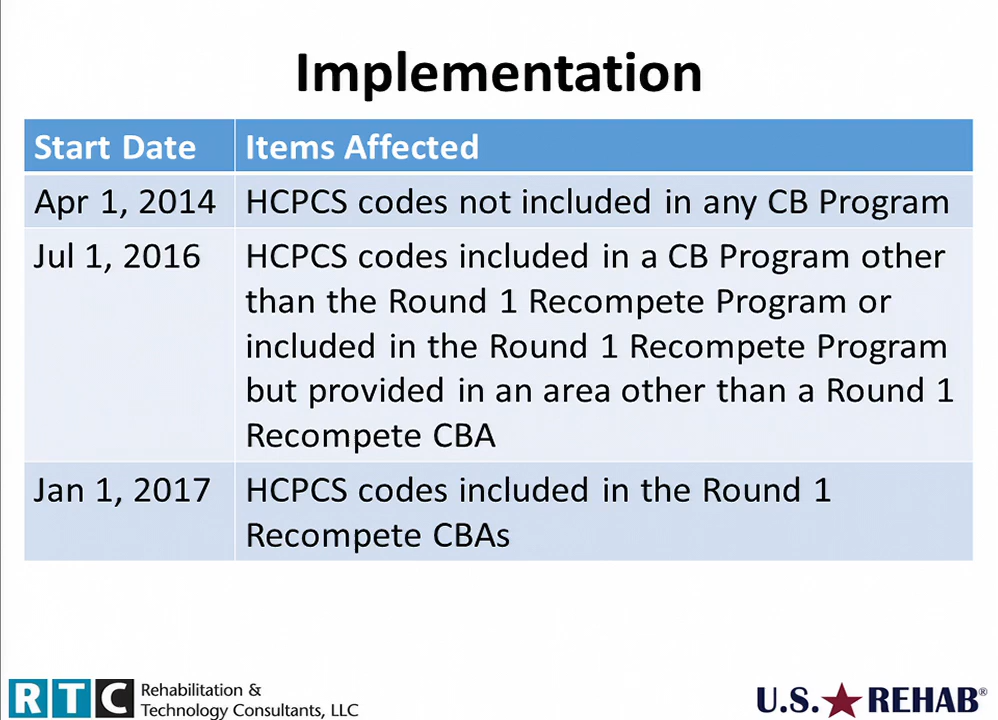 Implementation
Start Date Items Affected
Apr 1, 2014 HCPCS codes not included in any CB Program
Jul 1, 2016 HCPCS codes included in a CB Program other
than the Round 1 Recompete Program or
included in the Round 1 Recompete Program
but provided in an area other than a Round 1
Recompete CBA
Jan 1, 2017 HCPCS codes included in the Round 1
Recompete CBAs
RTC Rehabilitation &
Technology Consultants, LLC
U.S. REHAB®